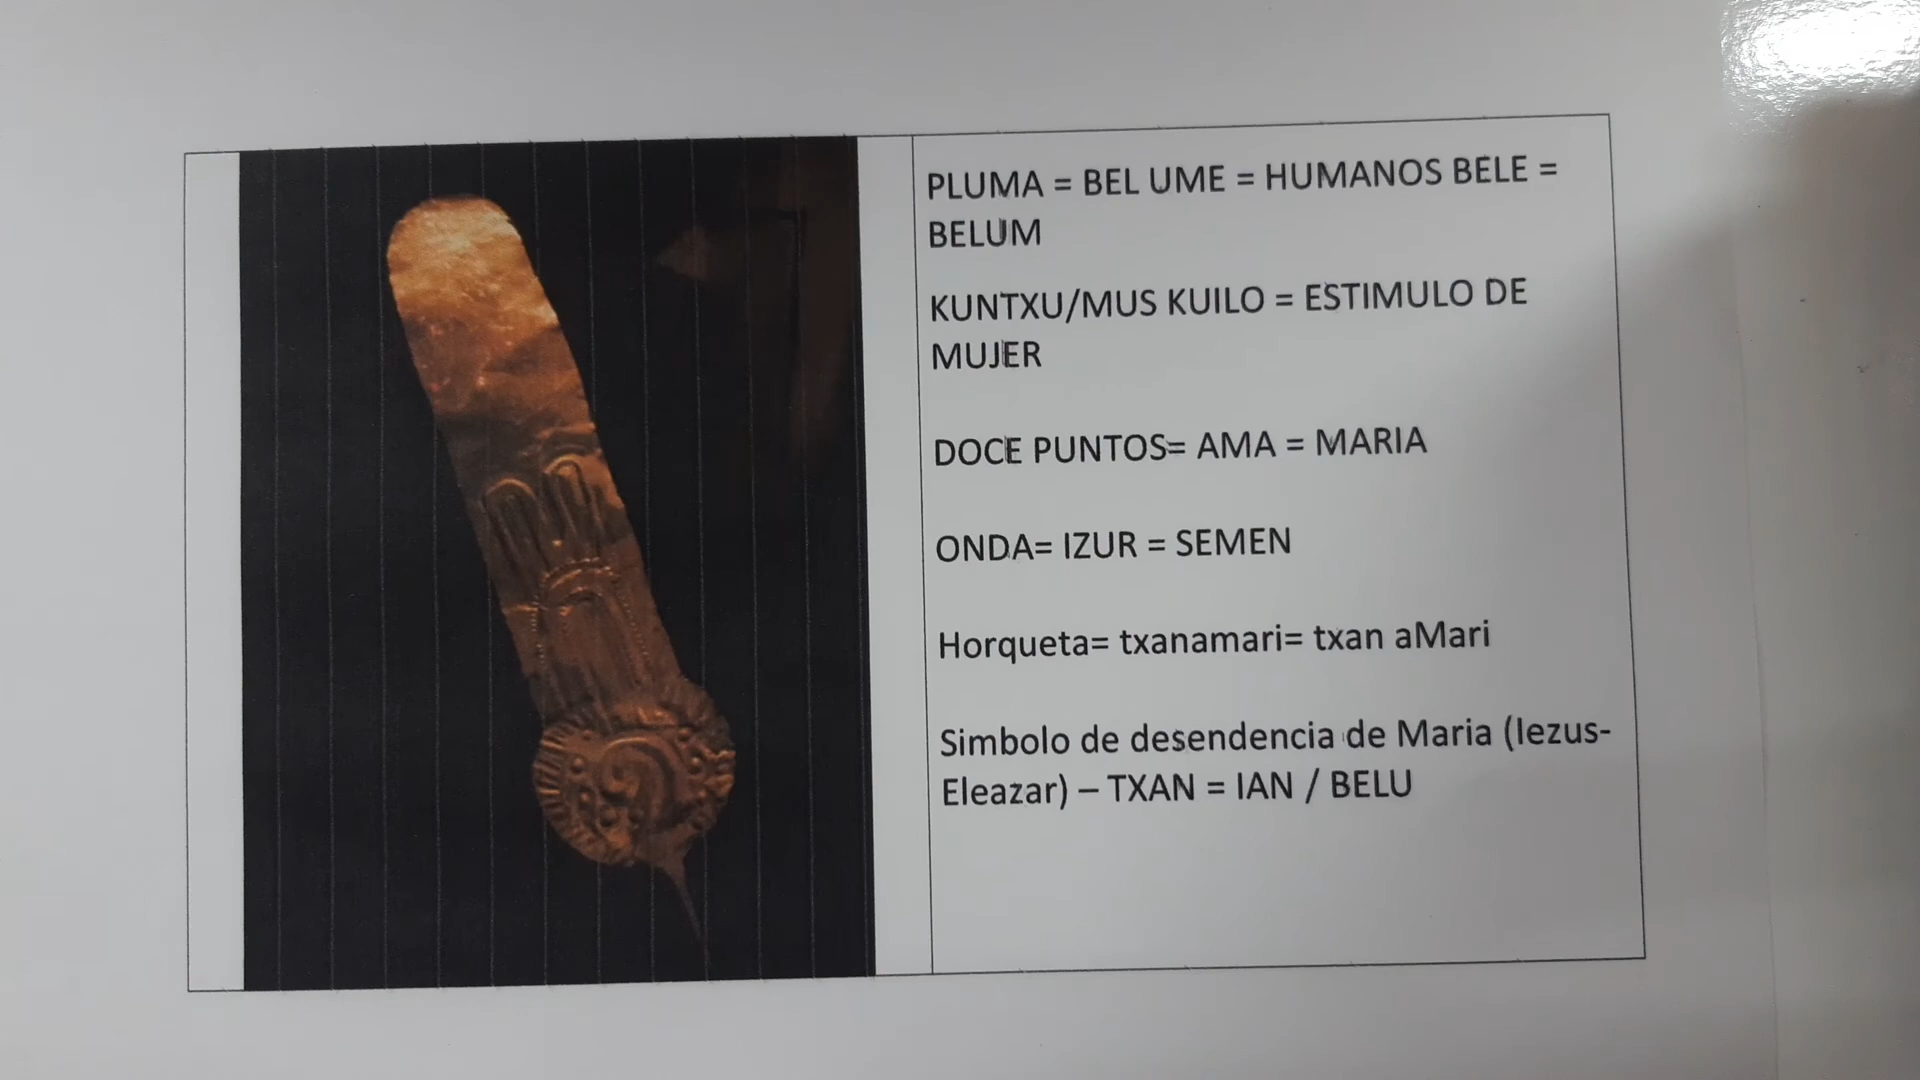 PLUMA = BEL UME = HUMANOS BELE =
BELUM
KUNTXU/MUS KUILO = ESTIMULO DE
MUJER
DOCE PUNTOS= AMA = MARIA
ONDA= IZUR = SEMEN
Horqueta= txanamari= txan aMari
Simbolo de desendencia de Maria (Iezus-
Eleazar) – TXAN = IAN / BELU